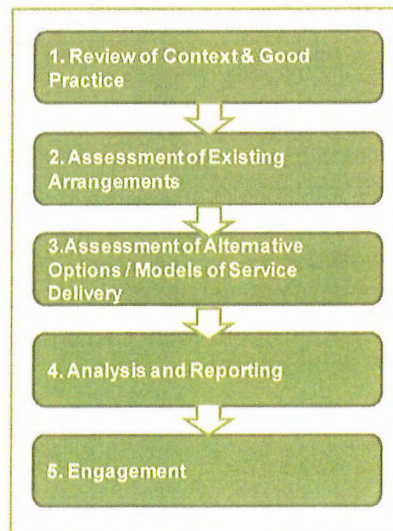 1. Review of Context & Good
Practice
2. Assessment of Existing
Arrangements
3.Assessment of Alternative
Options / Models of Service
Delivery
4. Analysis and Reporting
5. Engagement